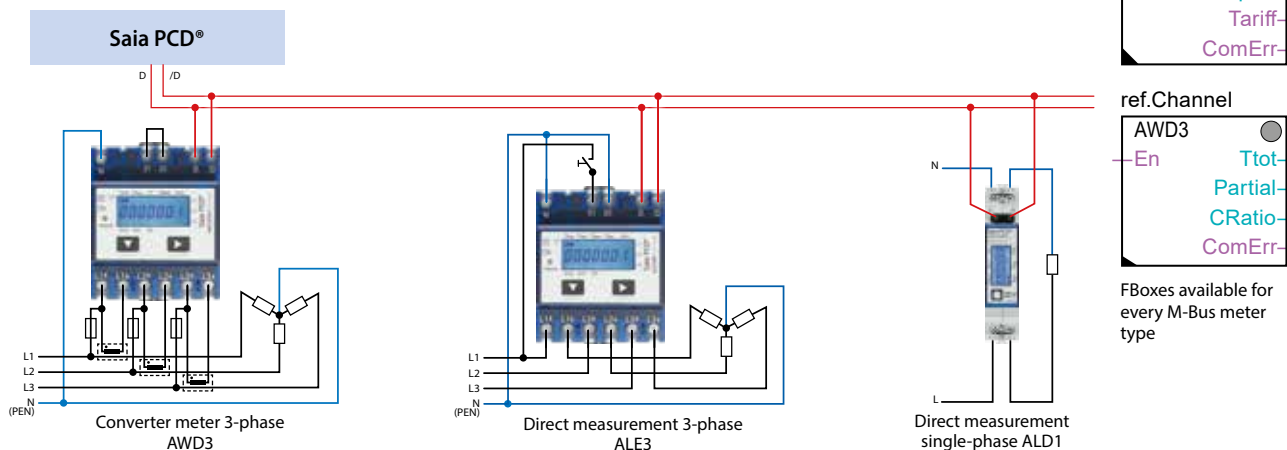 Saia PCD®
D /D
Tariff
ComErr
ref.Channel
AWD3
En Ttot
Partial
CRatio
ComErr
FBoxes available for
every M-Bus meter
type
L1
L2
L3
N
(PEN)
Converter meter 3-phase
AWD3
L1
L2
L3
N
(PEN)
Direct measurement 3-phase
ALE3
N
L
Direct measurement
single-phase ALD1